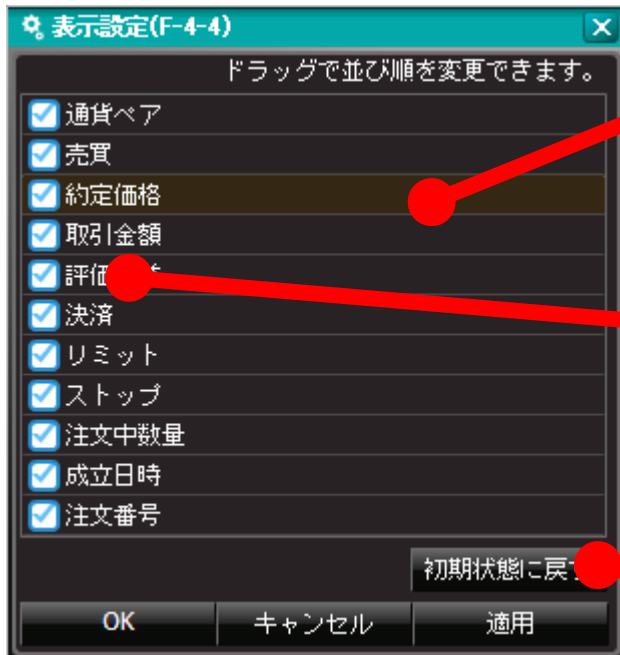 表示設定(F-4-4)
ドラッグで並び順を変更できます。
通貨ペア
売買
約定価格
取引金額
決済
リミット
ストップ
注文中数量
成立日時
注文番号
初期状態に戻す
OK キャンセル 適用